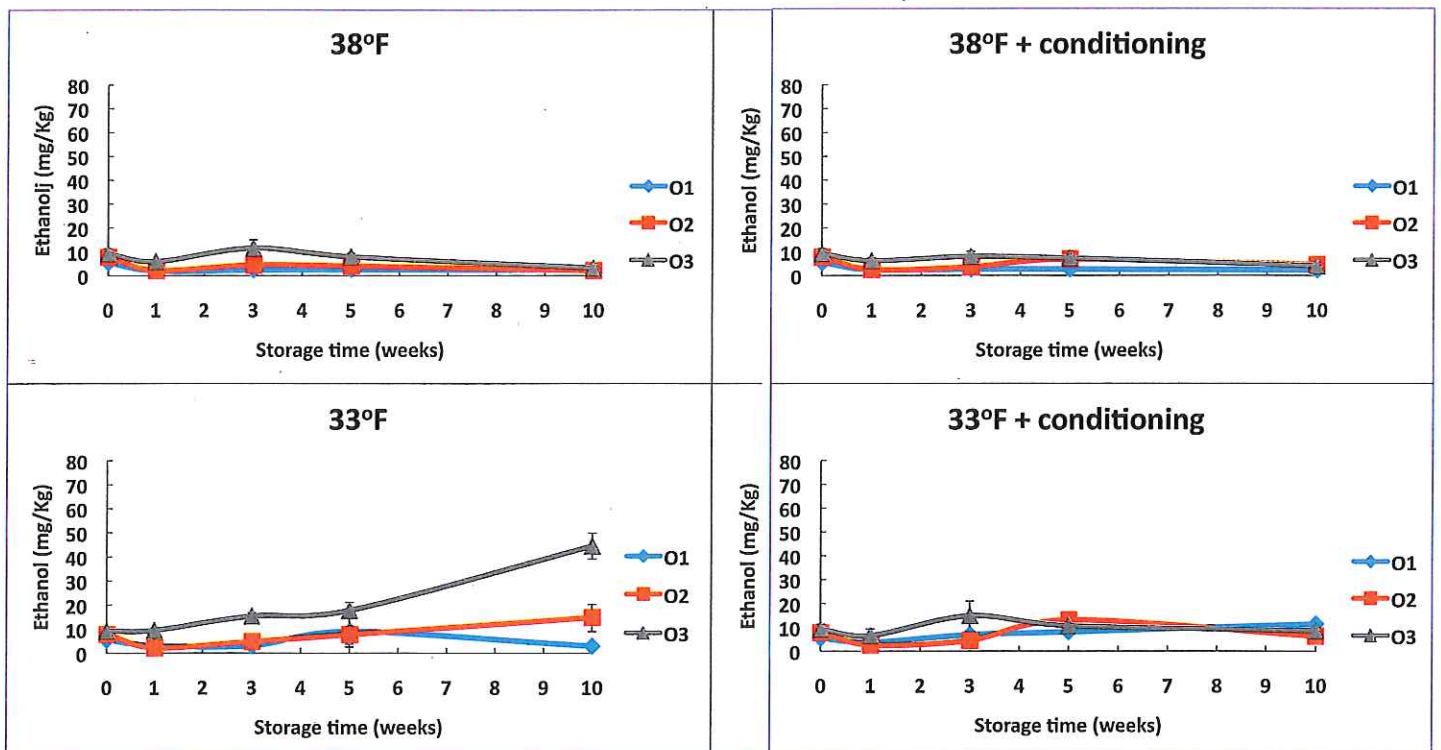 38°F
Ethanolj (mg/Kg)
80
70
60
50
40
30
20
10
0
0 1 2 3 4 5 6 7 8 9 10
Storage time (weeks)
O1
O2
O3
38°F + conditioning
Ethanol (mg/Kg)
80
70
60
50
40
30
20
10
0
0 1 2 3 4 5 6 7 8 9 10
Storage time (weeks)
O1
O2
O3
33°F
Ethanol (mg/Kg)
80
70
60
50
40
30
20
10
0
0 1 2 3 4 5 6 7 8 9 10
Storage time (weeks)
O1
O2
O3
33°F + conditioning
Ethanol (mg/Kg)
80
70
60
50
40
30
20
10
0
0 1 2 3 4 5 6 7 8 9 10
Storage time (weeks)
O1
O2
O3